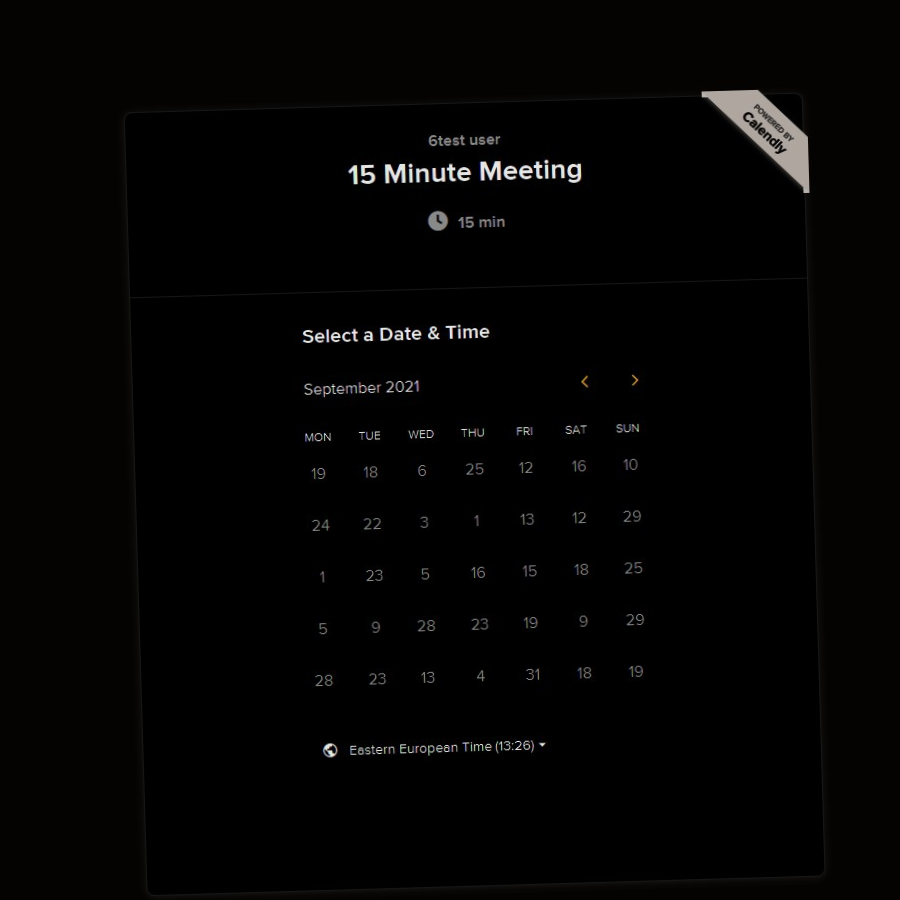 POWERED BY
Calendly
6test user
15 Minute Meeting
15 min
Select a Date & Time
September 2021
MON TUE WED THU FRI SAT SUN
19 18 6 25 12 16 10
24 22 3 1 13 12 29
1 23 5 16 15 18 25
5 9 28 23 19 9 29
28 23 13 4 31 18 19
Eastern European Time (13:26)